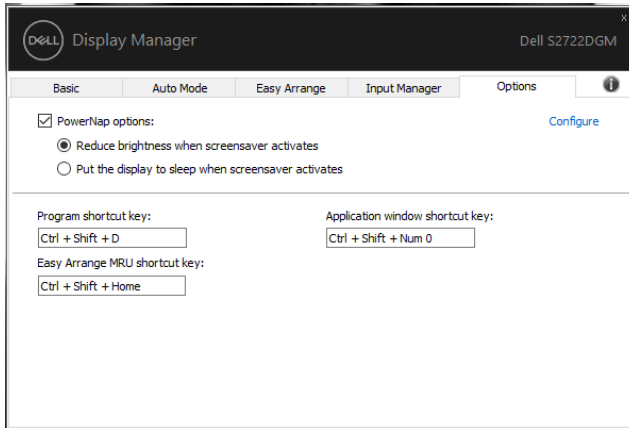 DELL Display Manager
Dell S2722DGM
x
Basic
Auto Mode
Easy Arrange
Input Manager
Options
i
PowerNap options:
Configure
Reduce brightness when screensaver activates
Put the display to sleep when screensaver activates
Program shortcut key:
Application window shortcut key:
Ctrl + Shift + D
Ctrl + Shift + Num 0
Easy Arrange MRU shortcut key:
Ctrl + Shift + Home